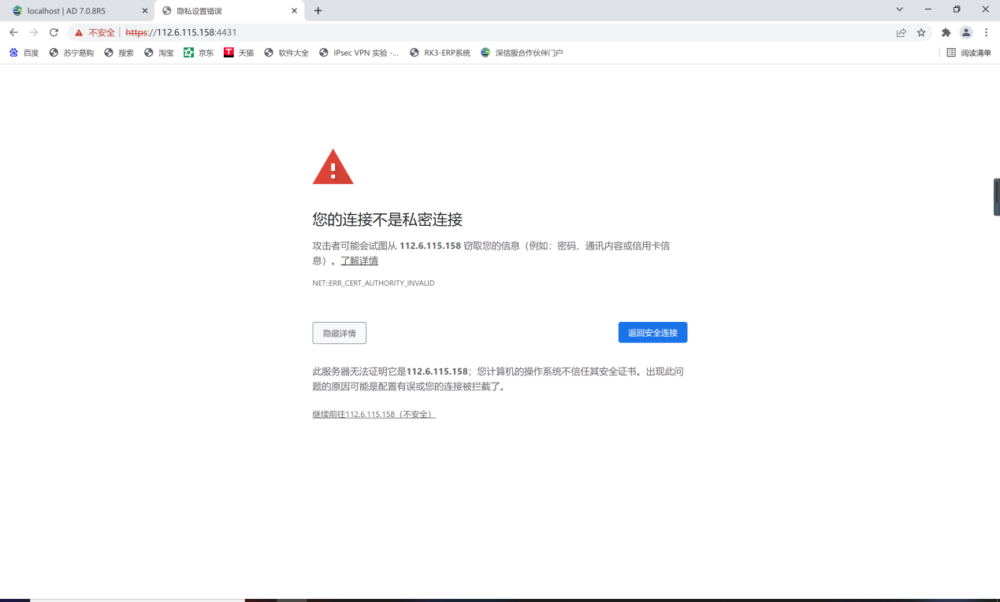 localhost | AD 7.0.8R5
隐私设置错误
不安全 | https://112.6.115.158:4431
百度 苏宁易购 搜索 淘宝 京东 T 天猫 软件大全 IPsec VPN 实验 -... RK3-ERP系统 深信服合作伙伴门户 阅读清单
您的连接不是私密连接
攻击者可能会试图从 112.6.115.158 窃取您的信息（例如：密码、通讯内容或信用卡信
息）。了解详情
NET::ERR_CERT_AUTHORITY_INVALID
隐藏详情
返回安全连接
此服务器无法证明它是112.6.115.158；您计算机的操作系统不信任其安全证书。出现此问
题的原因可能是配置有误或您的连接被拦截了。
继续前往112.6.115.158（不安全）